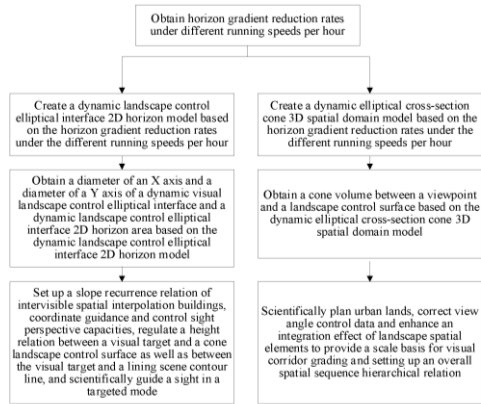 Obtain horizon gradient reduction rates
under different running speeds per hour
Create a dynamic landscape control
elliptical interface 2D horizon model based
on the horizon gradient reduction rates
under the different running speeds per hour
Obtain a diameter of an X axis and a
diameter of a Y axis of a dynamic visual
landscape control elliptical interface and a
dynamic landscape control elliptical
interface 2D horizon area based on the
dynamic landscape control elliptical
interface 2D horizon model
Set up a slope recurrence relation of
intervisible spatial interpolation buildings,
coordinate guidance and control sight
perspective capacities, regulate a height
relation between a visual target and a cone
landscape control surface as well as between
the visual target and a lining scene contour
line, and scientifically guide a sight in a
targeted mode
Create a dynamic elliptical cross-section
cone 3D spatial domain model based on the
horizon gradient reduction rates under the
different running speeds per hour
Obtain a cone volume between a viewpoint
and a landscape control surface based on the
dynamic elliptical cross-section cone 3D
spatial domain model
Scientifically plan urban lands, correct view
angle control data and enhance an
integration effect of landscape spatial
elements to provide a scale basis for visual
corridor grading and setting up an overall
spatial sequence hierarchical relation